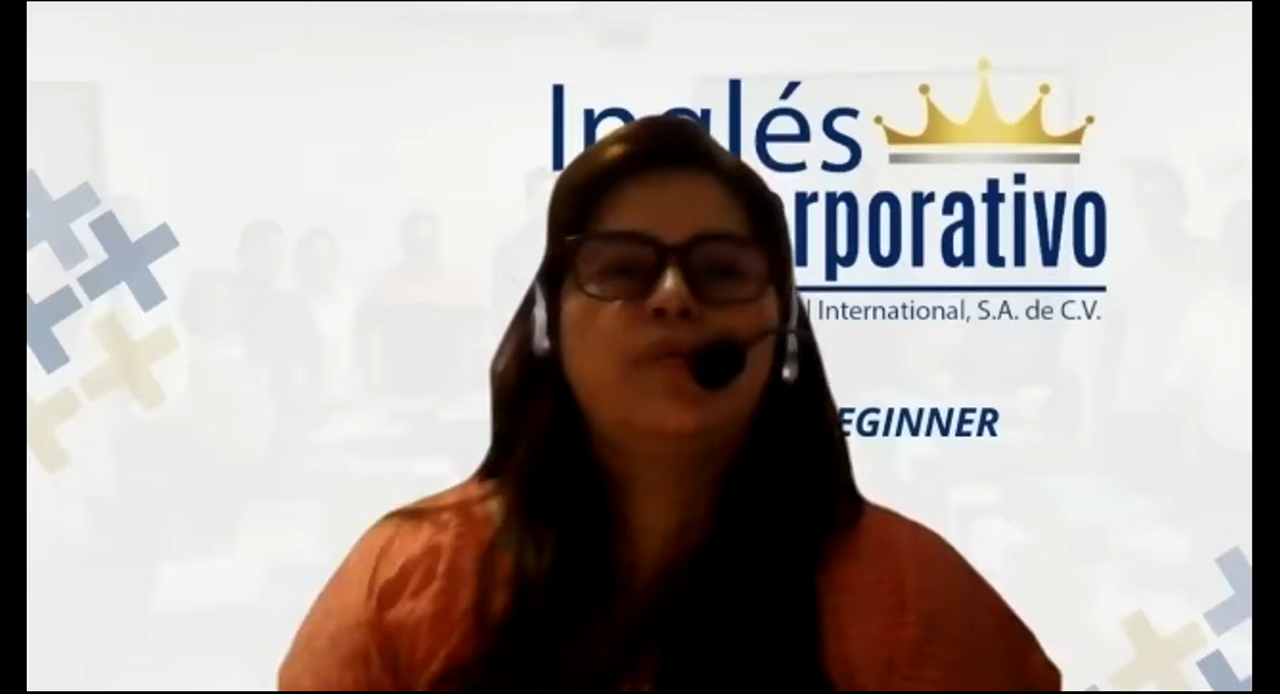 Inglés
rporativo
International, S.A. de C.V.
EGINNER